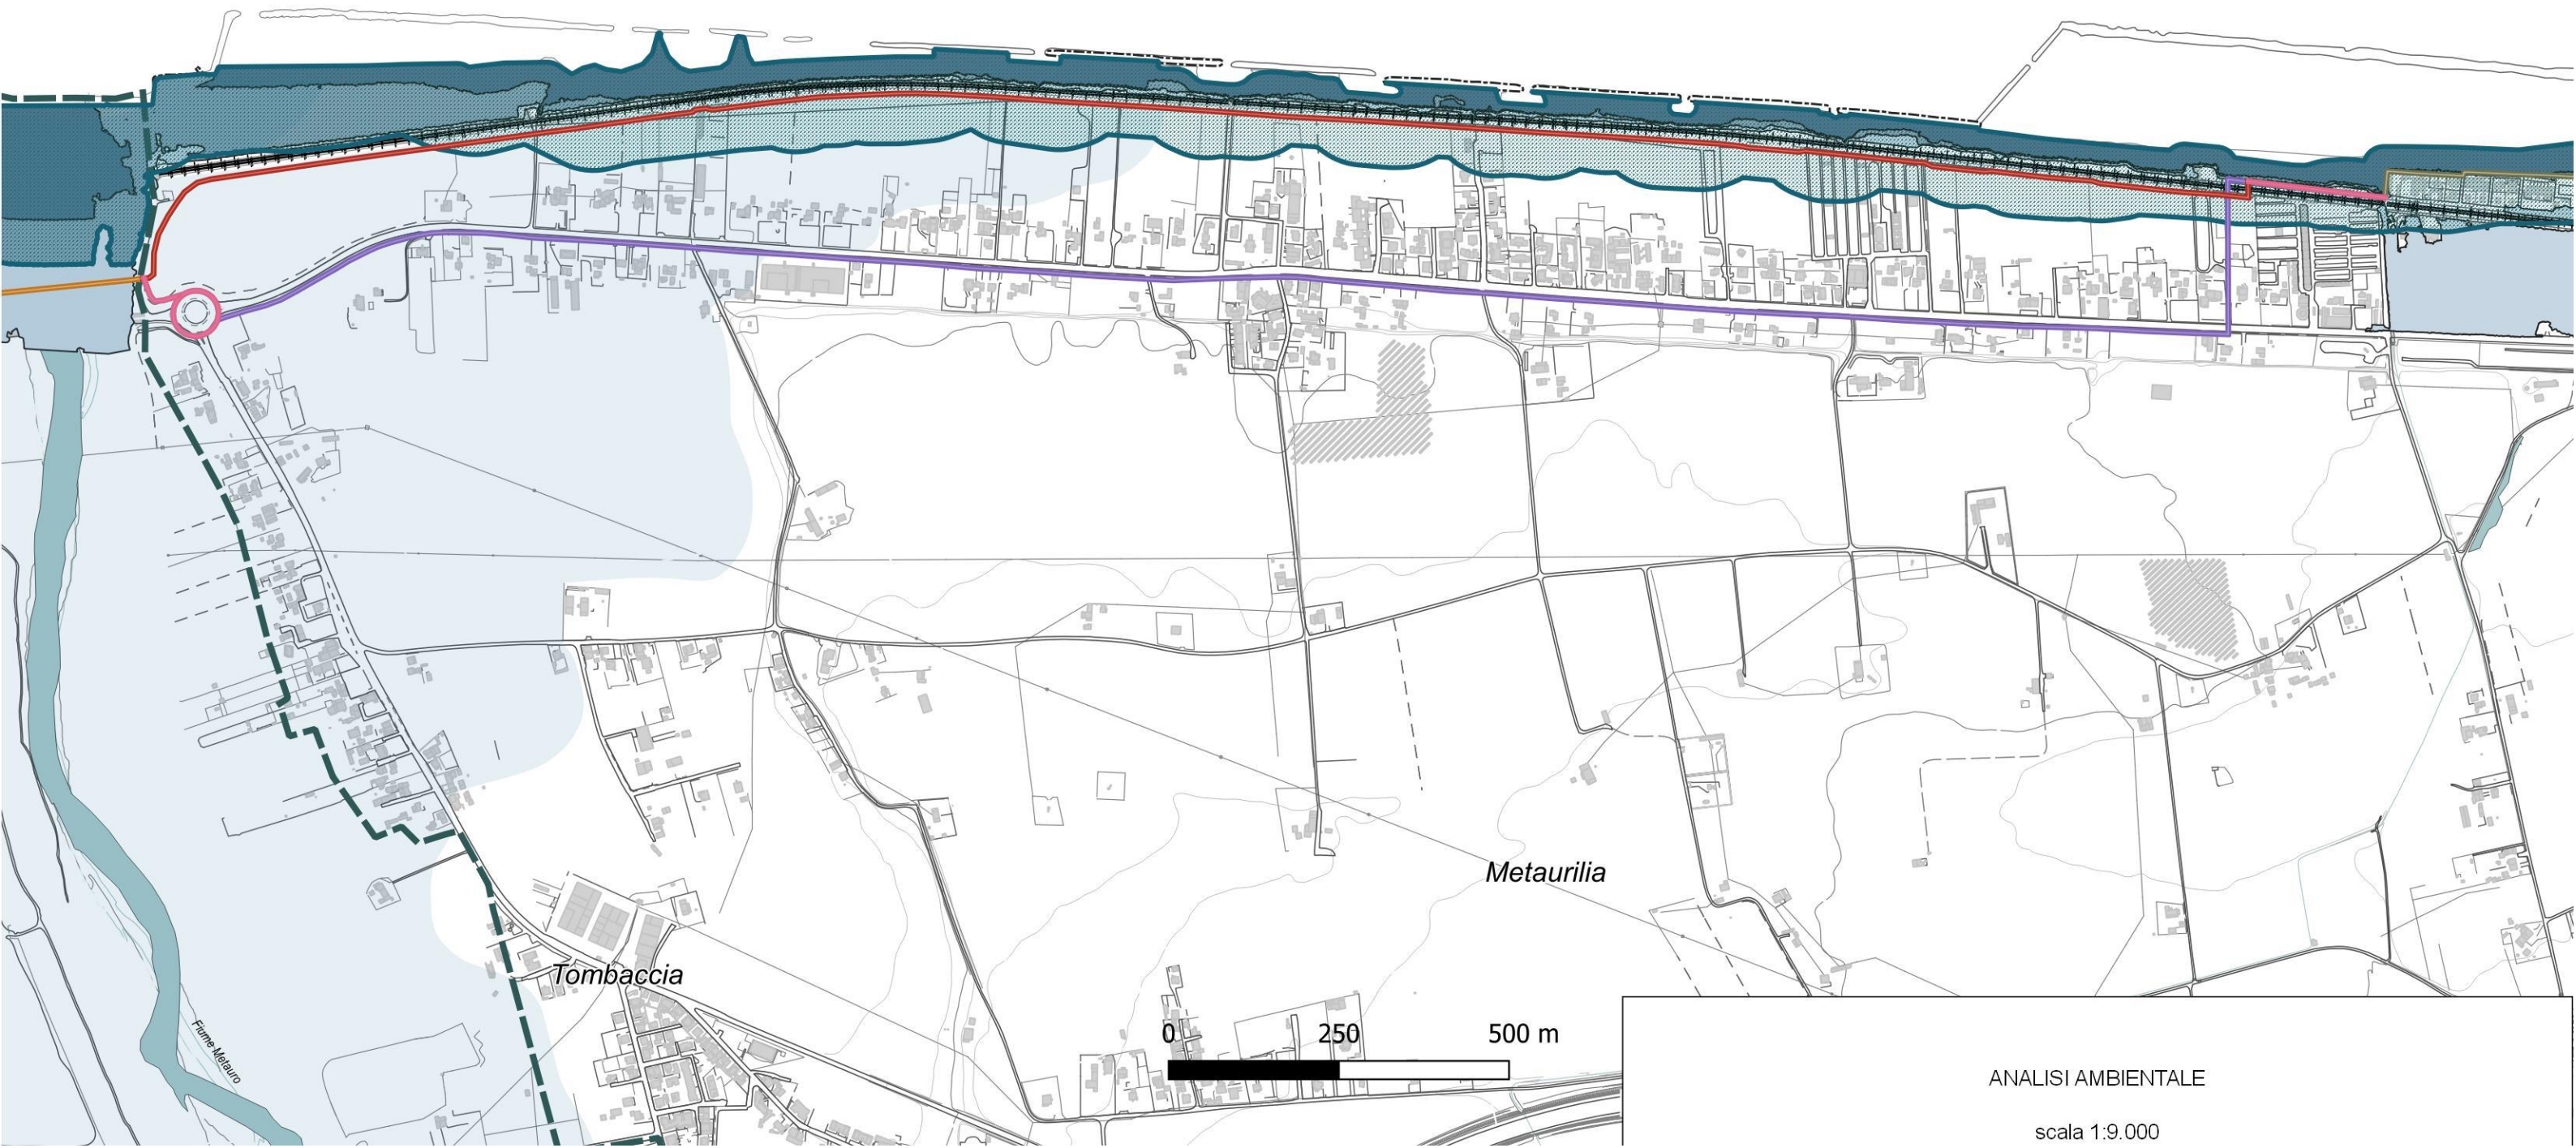 Metaurilia
Tombaccia
Fiume Metauro
0 250 500 m
ANALISI AMBIENTALE
scala 1:9.000